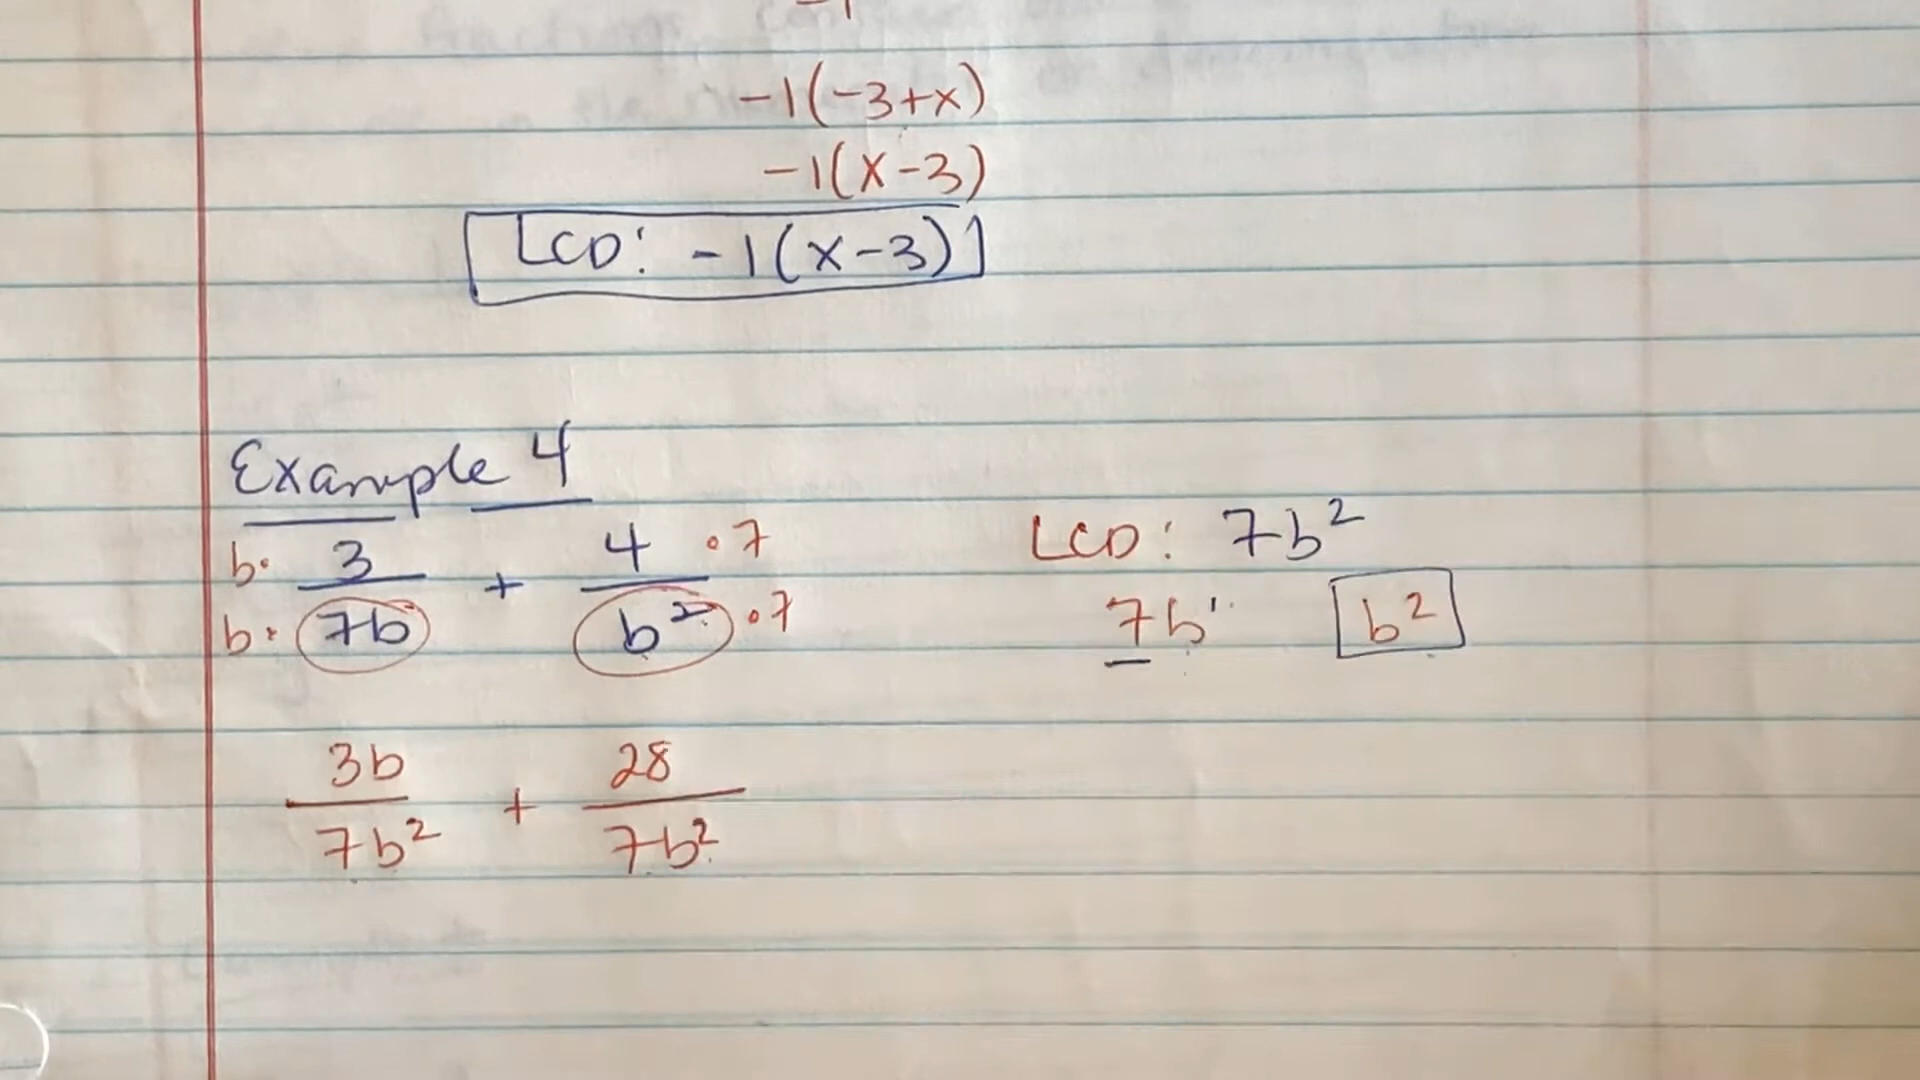 -1(-3+x)
-1(x-3)
LCD: -1(x-3)
Example 4
b· 3/7b ·b + 4/b² ·7 ·7
LCD: 7b²
7b¹ b²
3b/7b² + 28/7b²